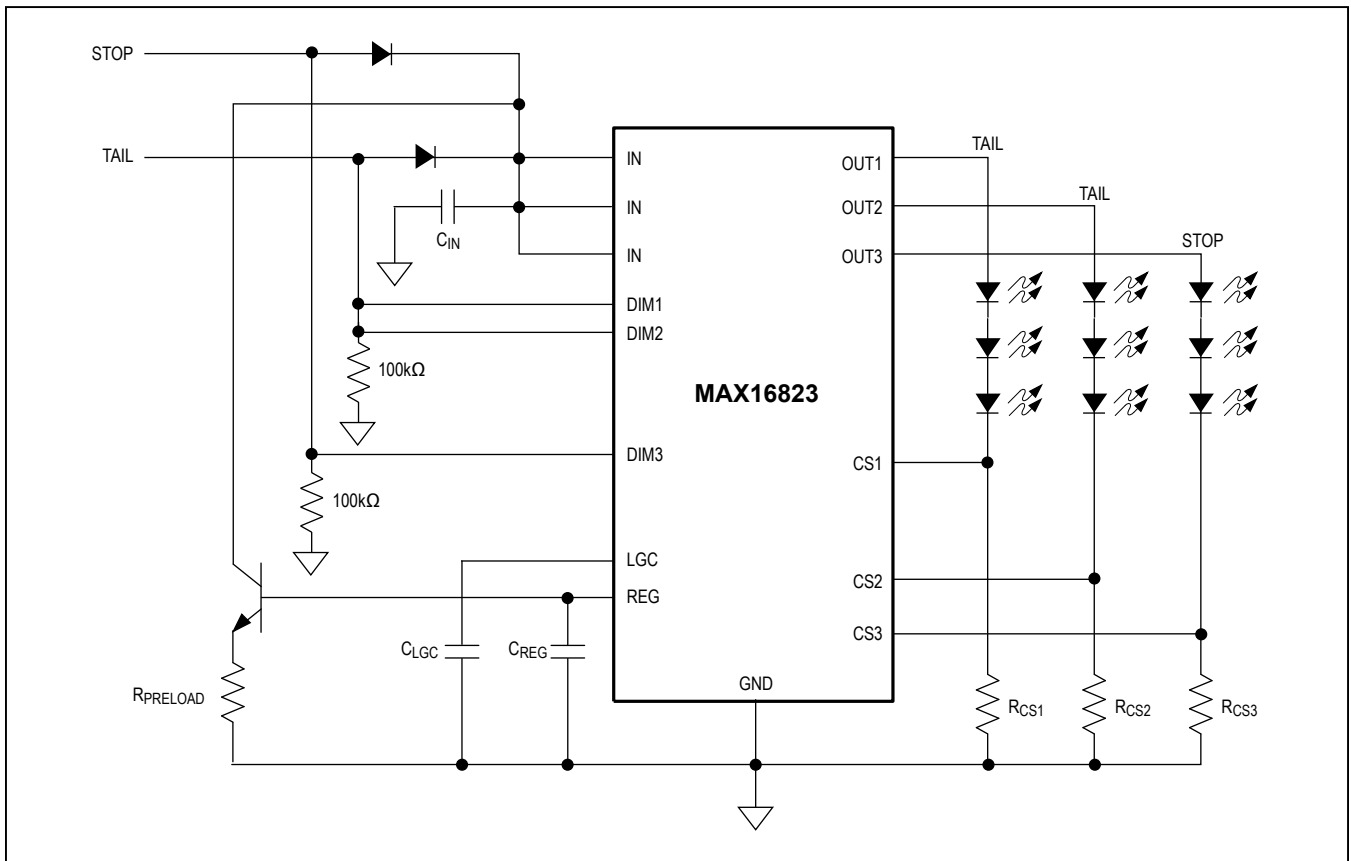 STOP
TAIL
TAIL
IN
OUT1
TAIL
IN
OUT2
CIN
STOP
IN
OUT3
DIM1
DIM2
100kΩ
MAX16823
DIM3
CS1
100kΩ
LGC
CS2
REG
CS3
CLGC
CREG
GND
RPRELOAD
RCS1
RCS2
RCS3